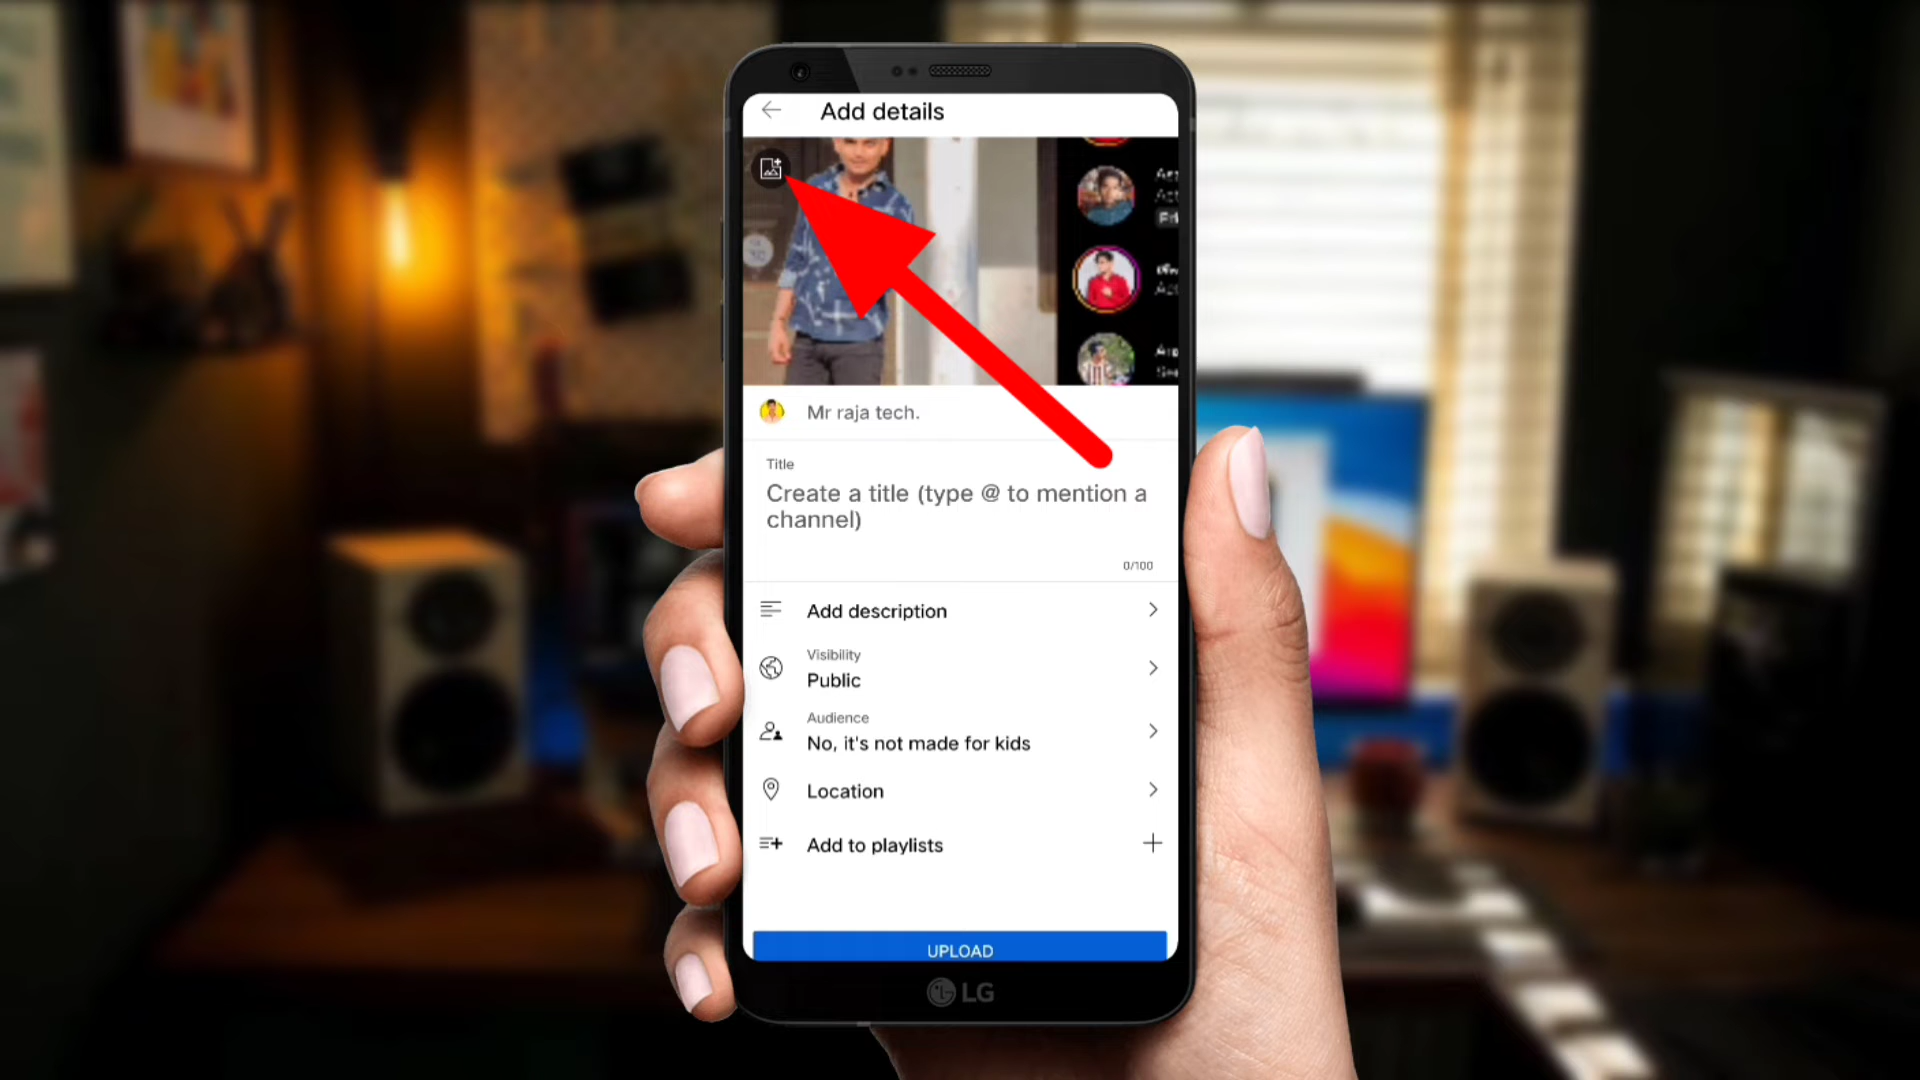 Add details
Mr raja tech.
Title
Create a title (type @ to mention a
channel)
0/100
Add description
Visibility
Public
Audience
No, it's not made for kids
Location
Add to playlists
UPLOAD
LG